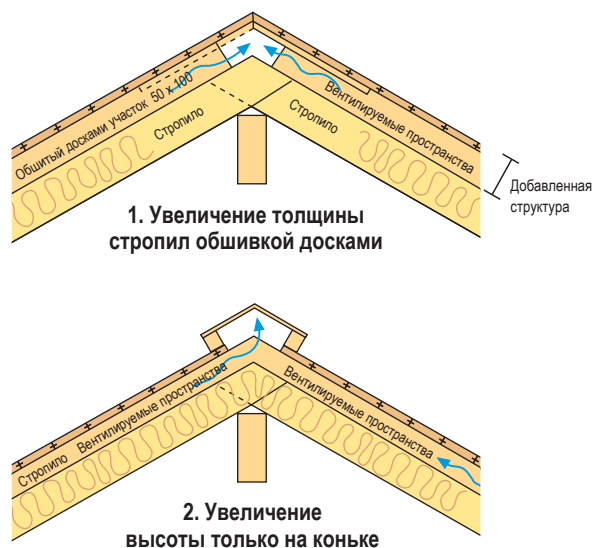 Обшитый досками участок 50 x 100
Стропило
Стропило
Вентилируемые пространства
Добавленная
структура
1. Увеличение толщины
стропил обшивкой досками
Стропило
Вентилируемые пространства
Вентилируемые пространства
2. Увеличение
высоты только на коньке